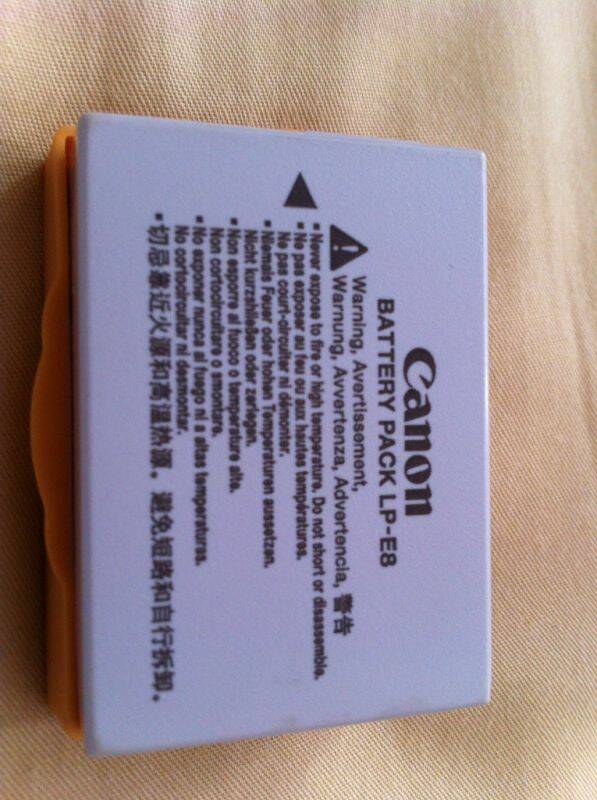 Canon
BATTERY PACK LP-E8
Warning, Avertissement,
Warnung, Avvertenza, Advertencia, 警告
▪ Never expose to fire or high temperature. Do not short or disassemble.
▪ Ne pas exposer au feu ou aux hautes températures.
Ne pas court-circuiter ni démonter.
▪ Niemals Feuer oder hohen Temperaturen aussetzen.
Nicht kurzschließen oder zerlegen.
▪ Non esporre al fuoco o temperature alte.
Non cortocircuitare o smontare.
▪ No exponer nunca al fuego ni a altas temperaturas.
No cortocircuitar ni desmontar.
▪ 切忌靠近火源和高温热源。避免短路和自行拆卸.